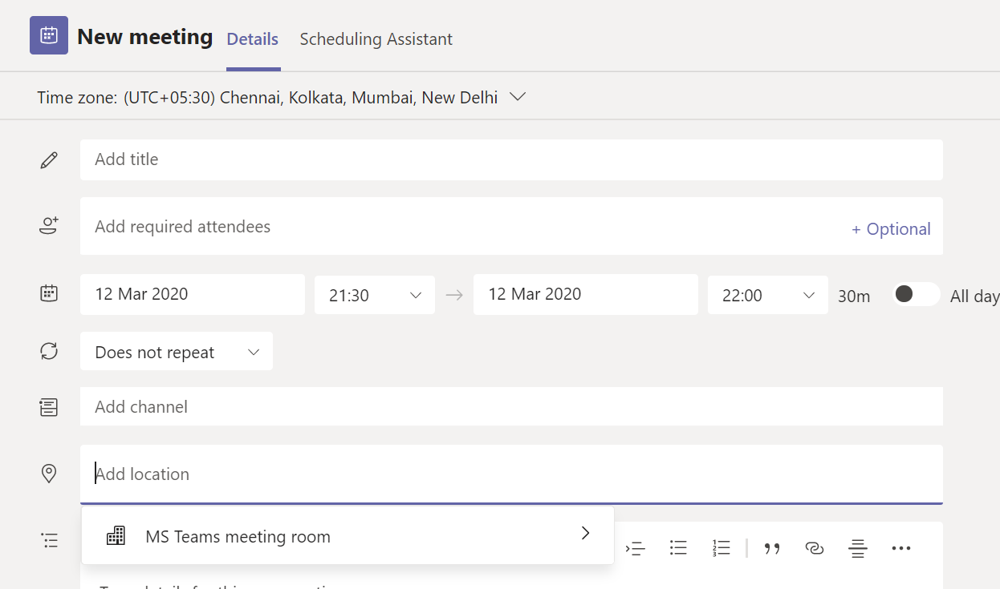 New meeting Details Scheduling Assistant
Time zone: (UTC+05:30) Chennai, Kolkata, Mumbai, New Delhi
Add title
Add required attendees + Optional
12 Mar 2020 21:30 → 12 Mar 2020 22:00 30m All day
Does not repeat
Add channel
Add location
MS Teams meeting room